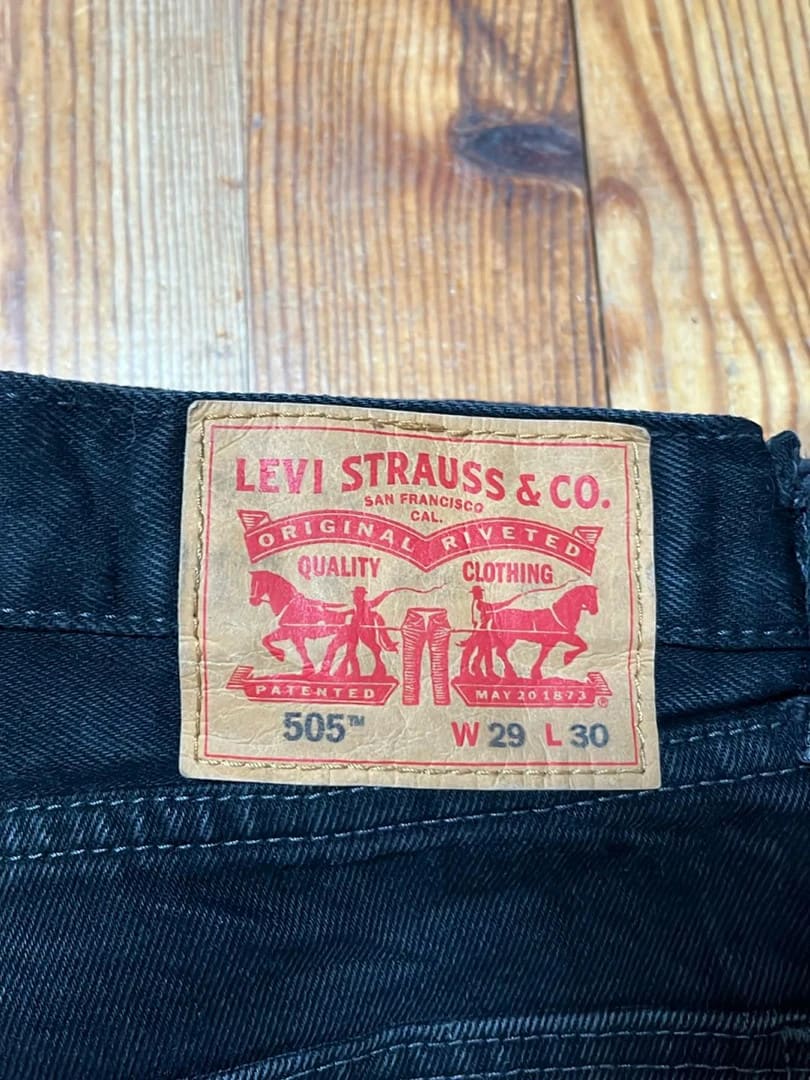 LEVI STRAUSS & CO.
SAN FRANCISCO
CAL.
ORIGINAL RIVETED
QUALITY CLOTHING
PATENTED MAY 20 1873 ®
505™ W 29 L 30